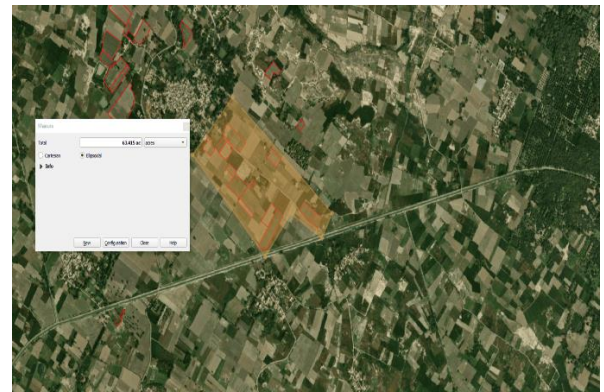 Measure
Total 63.415 ac acres
Cartesian Ellipsoidal
Info
New Configuration Close Help